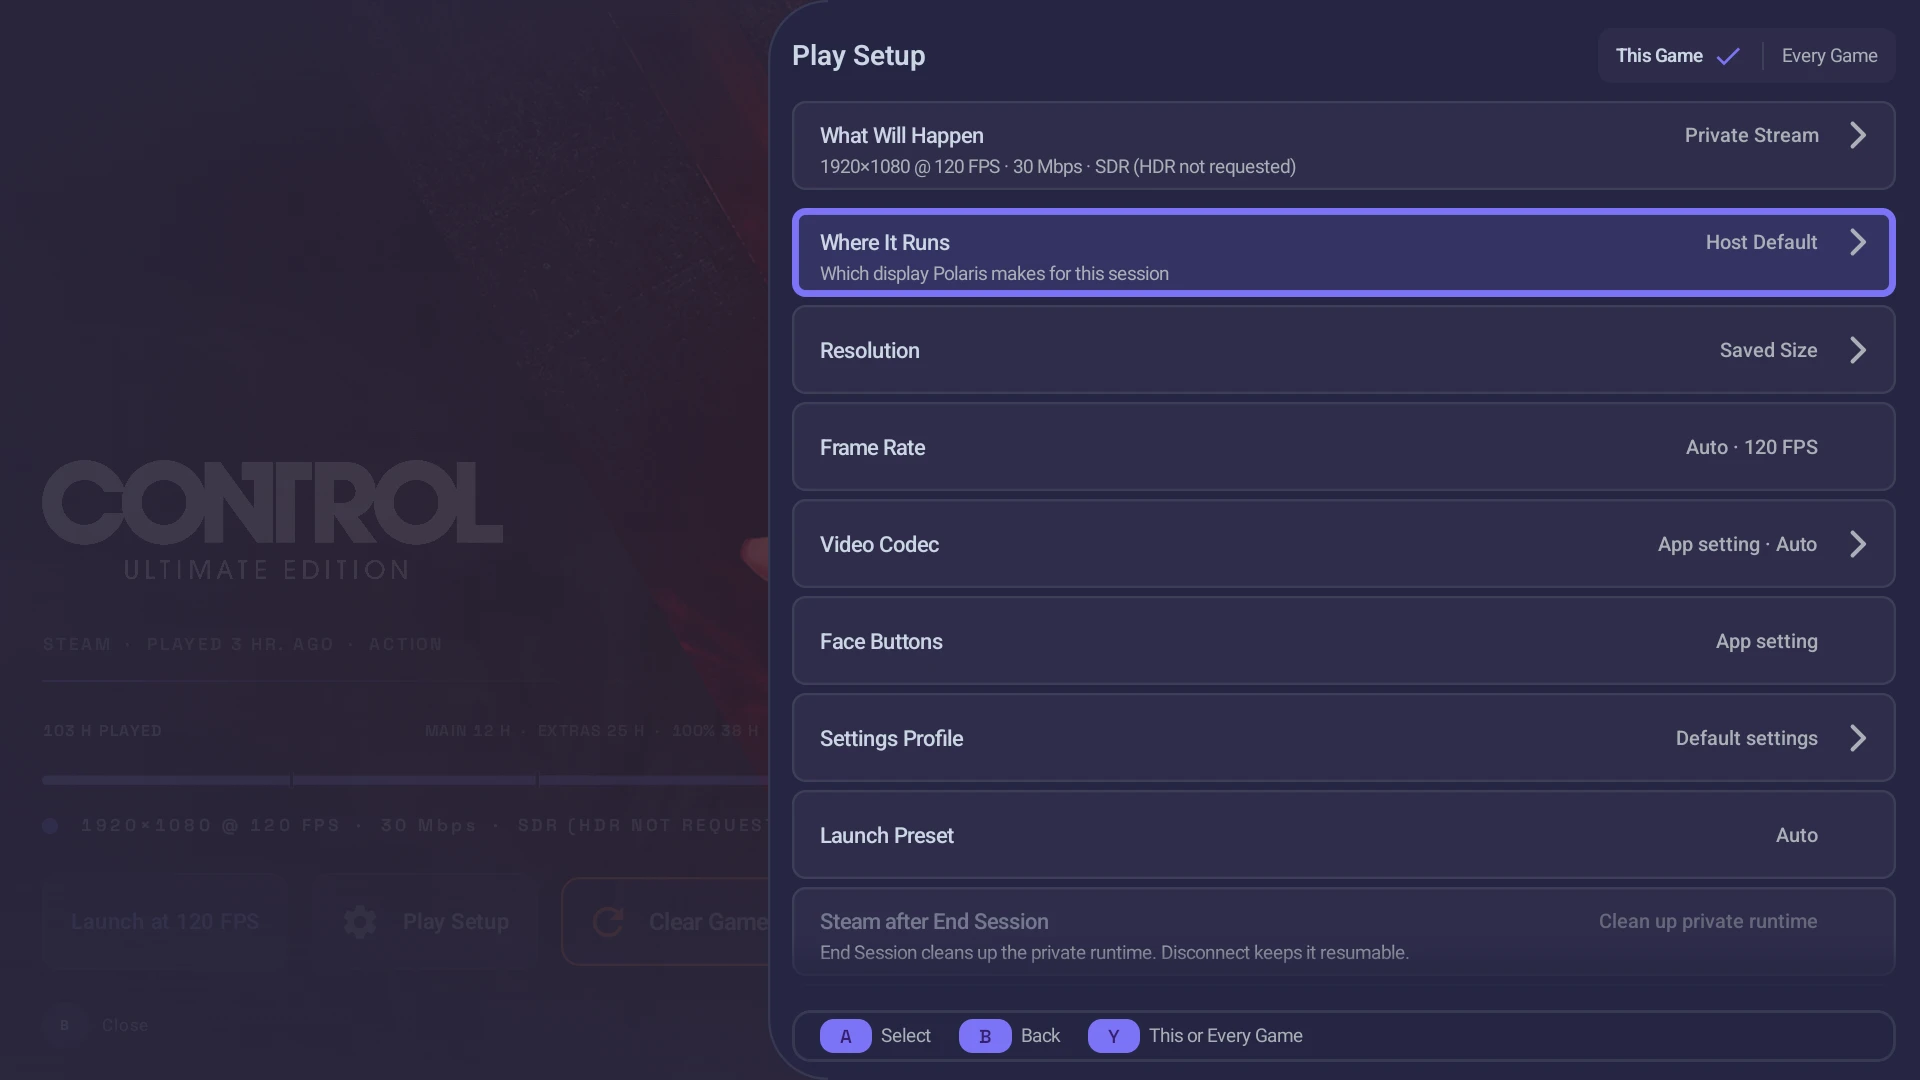 Play Setup
This Game
Every Game
What Will Happen
Private Stream
1920×1080 @ 120 FPS · 30 Mbps · SDR (HDR not requested)
Where It Runs
Host Default
Which display Polaris makes for this session
Resolution
Saved Size
Frame Rate
Auto · 120 FPS
Video Codec
App setting · Auto
Face Buttons
App setting
Settings Profile
Default settings
Launch Preset
Auto
Steam after End Session
Clean up private runtime
End Session cleans up the private runtime. Disconnect keeps it resumable.
A Select B Back Y This or Every Game
CONTROL
ULTIMATE EDITION
STEAM · PLAYED 3 HR. AGO · ACTION
103 H PLAYED
MAIN 12 H · EXTRAS 25 H · 100% 38 H
1920×1080 @ 120 FPS · 30 Mbps · SDR (HDR NOT REQUEST
Launch at 120 FPS
Play Setup
Clear Game
B Close